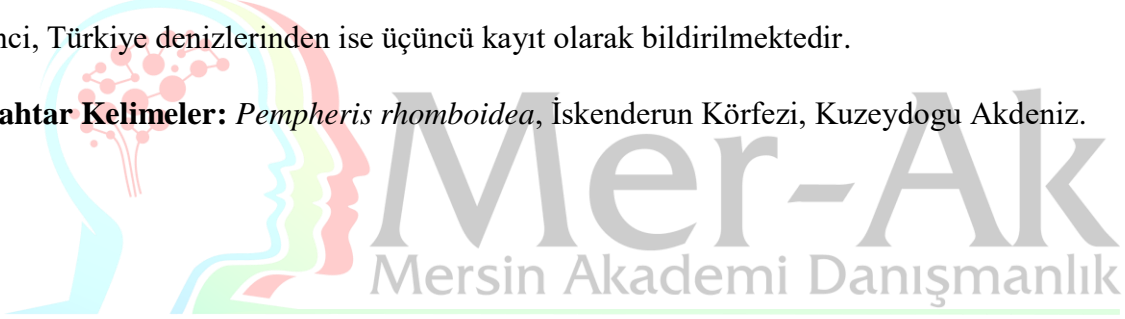 nci, Türkiye denizlerinden ise üçüncü kayıt olarak bildirilmektedir.
ahtar Kelimeler: Pempheris rhomboidea, İskenderun Körfezi, Kuzeydogu Akdeniz.
Mer-Ak
Mersin Akademi Danışmanlık